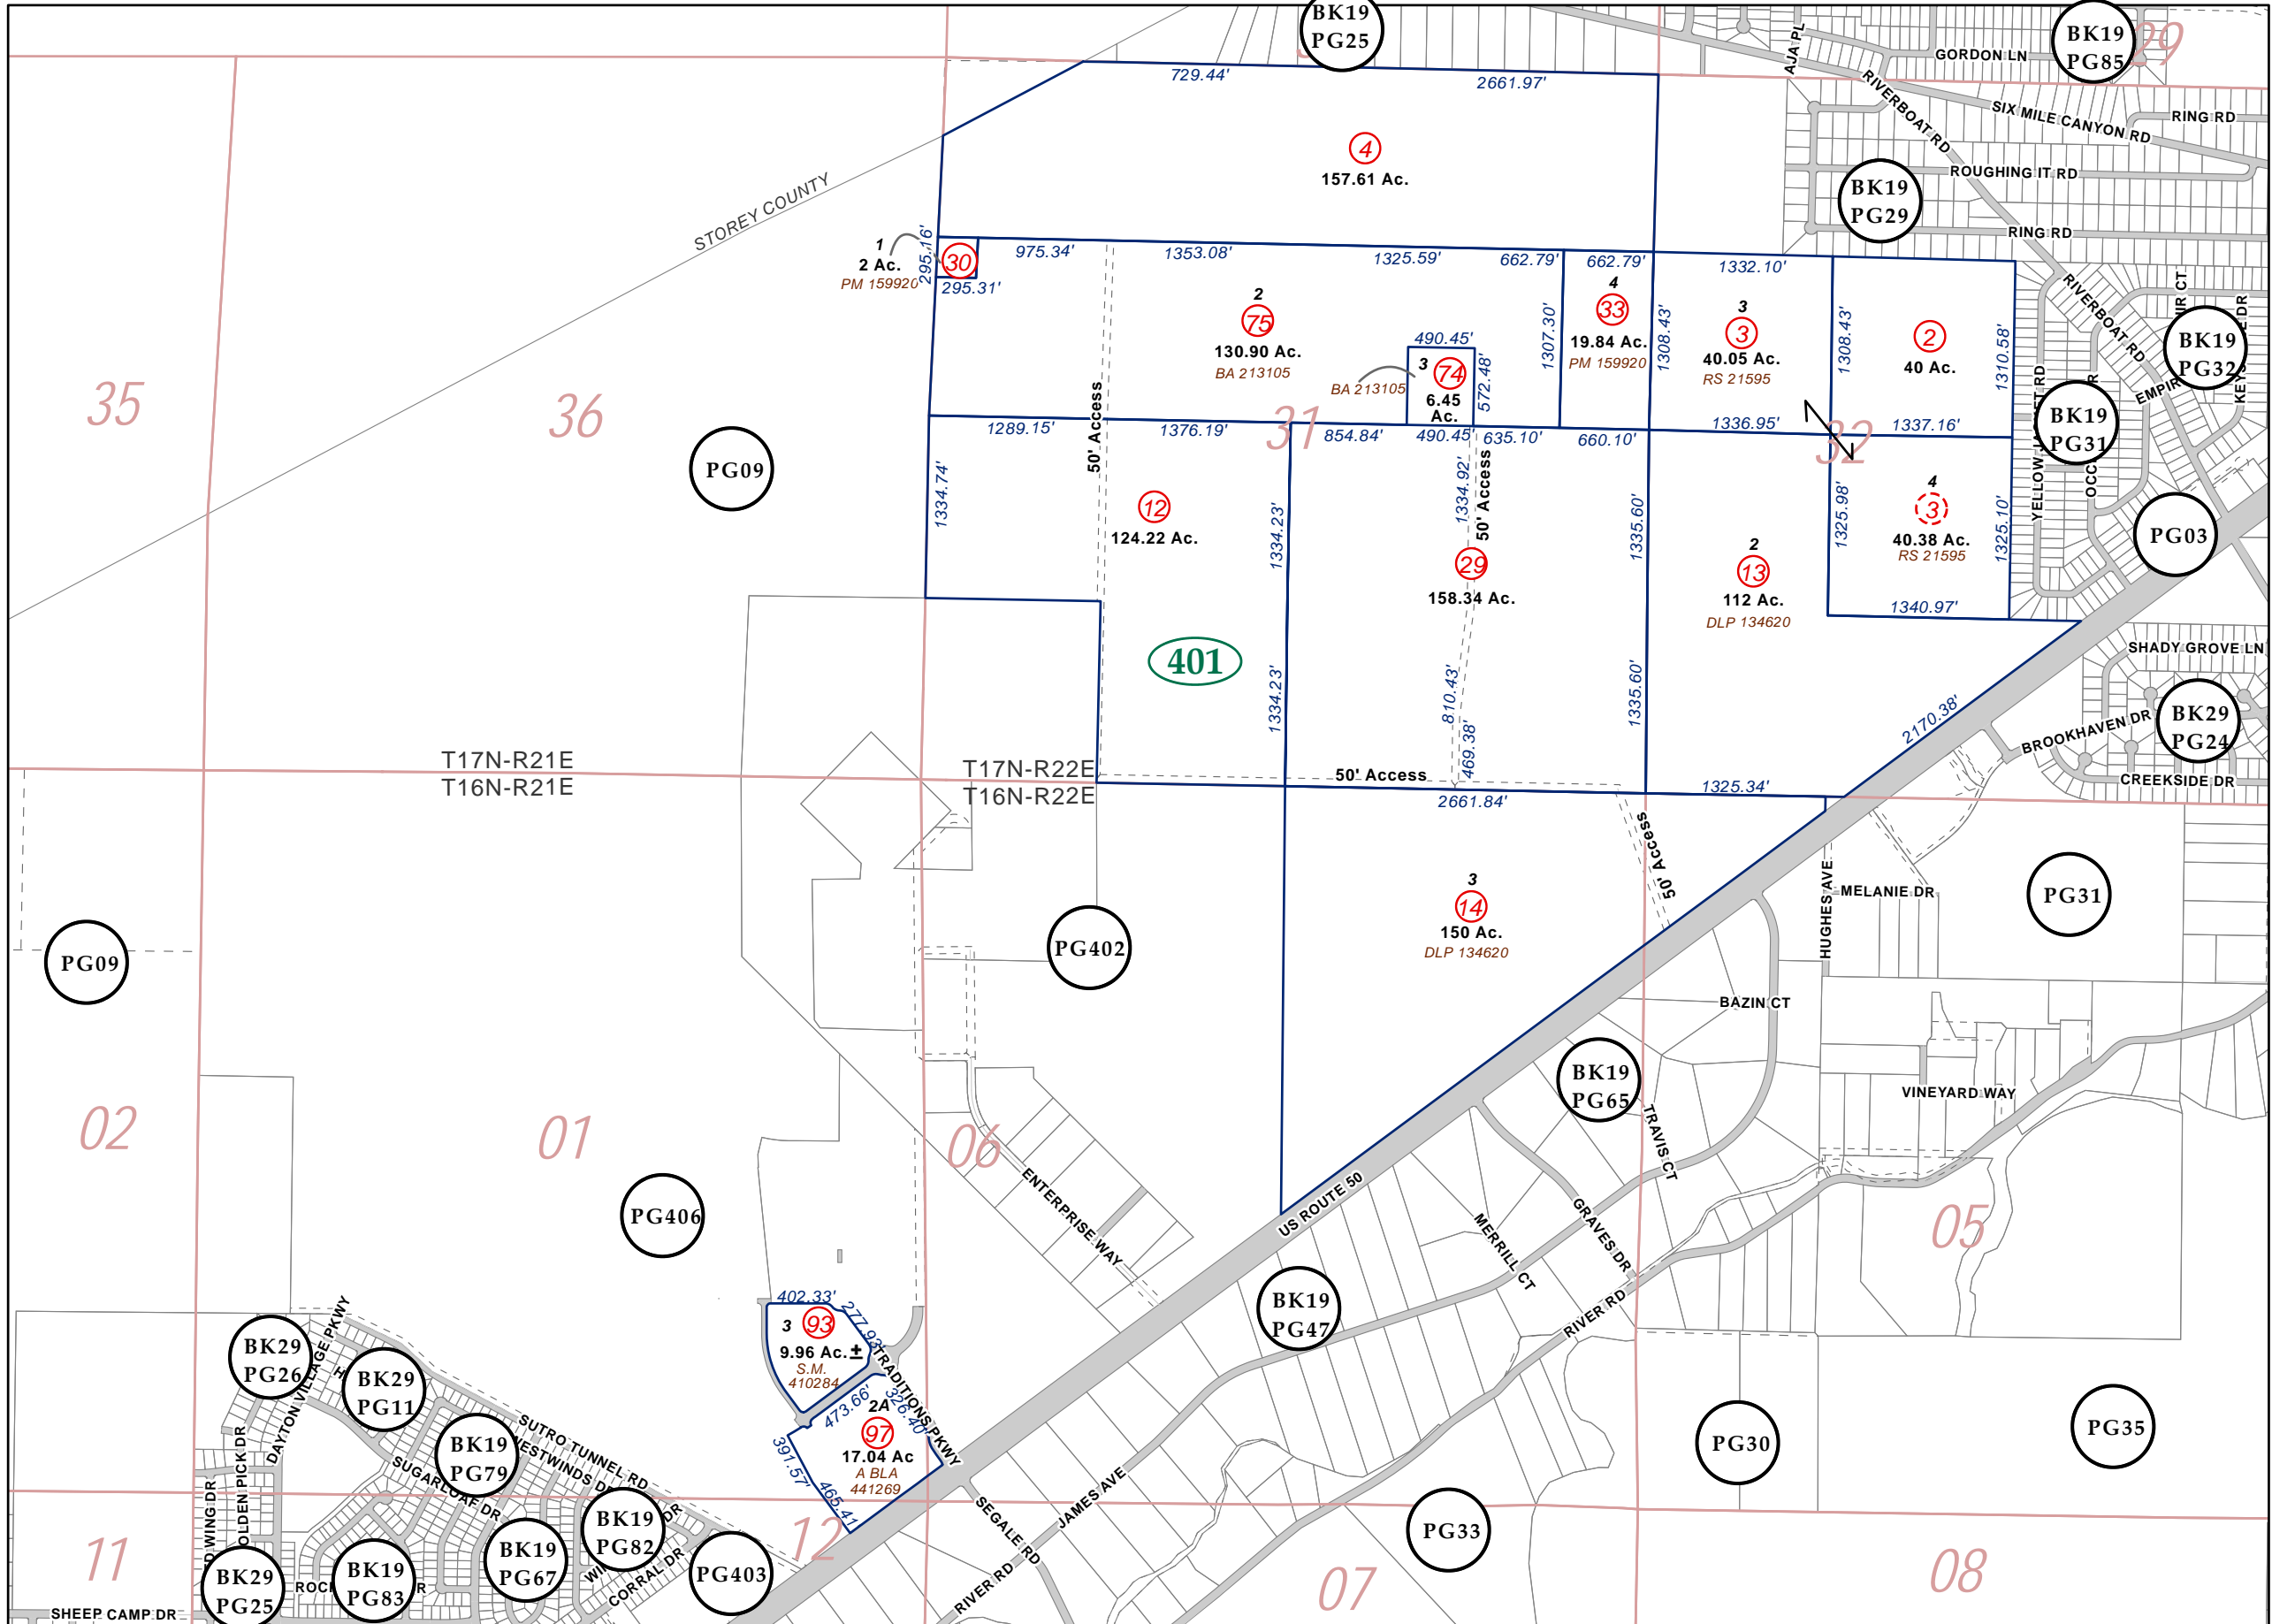 BK19
PG25
BK19
PG85
29
AJA PL
GORDON LN
RIVERBOAT RD
SIX MILE CANYON RD
RING RD
729.44'
2661.97'
4
157.61 Ac.
ROUGHING IT RD
BK19
PG29
RING RD
STOREY COUNTY
1
2 Ac.
PM 159920
295.16'
30
295.31'
975.34'
1353.08'
1325.59'
662.79'
662.79'
1332.10'
2
75
130.90 Ac.
BA 213105
490.45'
BA 213105
3
74
6.45
Ac.
572.48'
1307.30'
4
33
19.84 Ac.
PM 159920
1308.43'
3
3
40.05 Ac.
RS 21595
1308.43'
2
40 Ac.
1310.58'
RIVERBOAT RD
BK19
PG32
BK19
PG31
PG03
35
36
31
32
PG09
50' Access
1289.15'
1376.19'
854.84'
490.45'
635.10'
660.10'
1336.95'
1337.16'
1334.74'
12
124.22 Ac.
1334.23'
1334.92'
50' Access
29
158.34 Ac.
1335.60'
2
13
112 Ac.
DLP 134620
1325.98'
4
3
40.38 Ac.
RS 21595
1325.10'
1340.97'
401
1334.23'
810.43'
469.38'
1335.60'
2170.38'
SHADY GROVE LN
BROOKHAVEN DR
BK29
PG24
CREEKSIDE DR
T17N-R21E
T16N-R21E
T17N-R22E
T16N-R22E
50' Access
2661.84'
1325.34'
50' Access
3
14
150 Ac.
DLP 134620
HUGHES AVE
MELANIE DR
PG31
PG09
PG402
BAZIN CT
BK19
PG65
TRAVIS CT
VINEYARD WAY
02
01
06
05
PG406
ENTERPRISE WAY
US ROUTE 50
MERRILL CT
GRAVES DR
RIVER RD
BK19
PG47
402.33'
277.93'
3
93
9.96 Ac.±
S.M.
410284
TRADITIONS PKWY
473.66'
326.40'
2A
97
17.04 Ac
A BLA
441269
391.57'
465.41
BK29
PG26
DAYTON VILLAGE PKWY
BK29
PG11
BK19
PG79
SUTRO TUNNEL RD
SUGARLOAF DR
SEGALE RD
JAMES AVE
RIVER RD
PG30
PG35
PG33
11
12
07
08
BK29
PG25
BK19
PG83
BK19
PG67
BK19
PG82
CORRAL DR
PG403
SHEEP CAMP DR